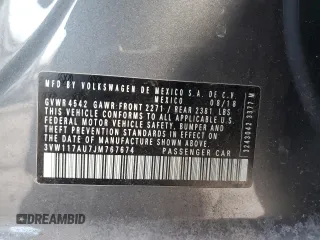 MFD BY VOLKSWAGEN DE MEXICO S.A. DE C.V.
MEXICO 08/18
GVWR 4542 GAWR FRONT 2271 / REAR 2381 LBS
THIS VEHICLE CONFORMS TO ALL APPLICABLE FEDERAL
MOTOR VEHICLE SAFETY, BUMPER AND
THEFT PREVENTION STANDARDS IN EFFECT ON THE
DATE OF MANUFACTURE SHOWN ABOVE
3VW117AU7JM767674
PASSENGER CAR
3243042 3377 M
DREAMBID